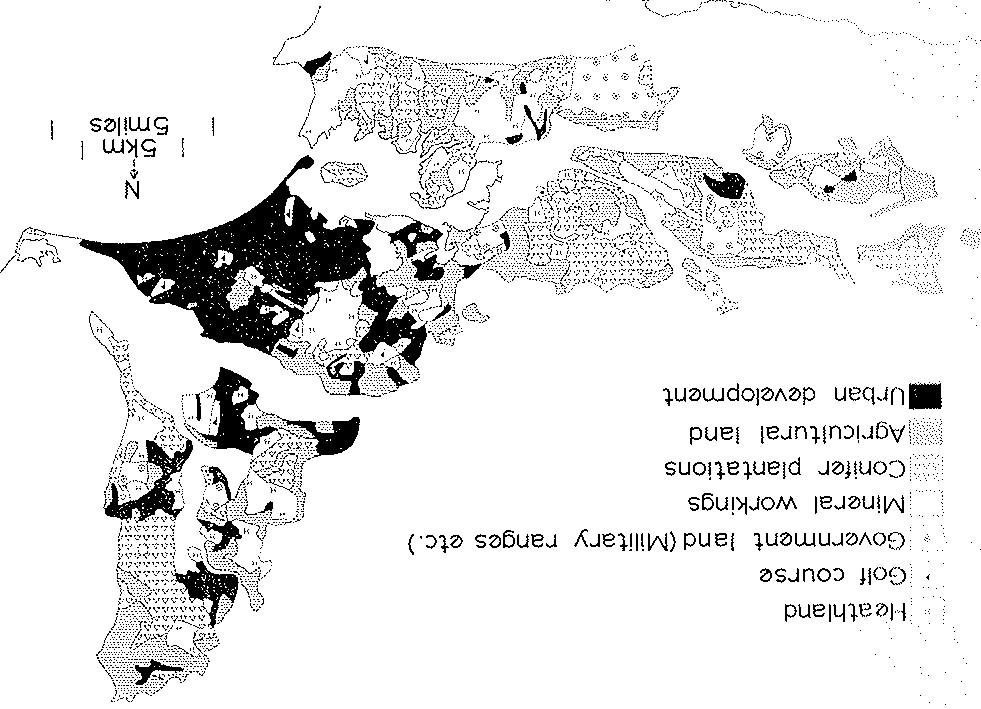 Heathland
Golf course
Government land (Military ranges etc.)
Mineral workings
Conifer plantations
Agricultural land
Urban development
N
5km
5miles